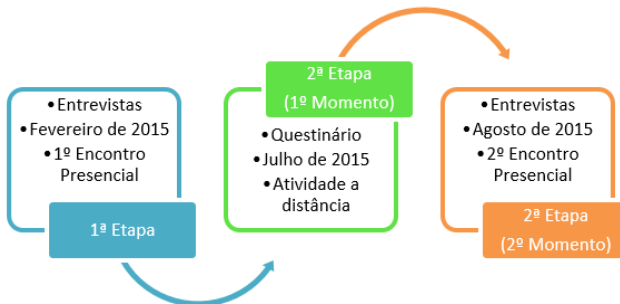 •Entrevistas
•Fevereiro de 2015
•1º Encontro
Presencial
1ª Etapa
2ª Etapa
(1º Momento)
•Questinário
•Julho de 2015
•Atividade a
distância
•Entrevistas
•Agosto de 2015
•2º Encontro
Presencial
2ª Etapa
(2º Momento)